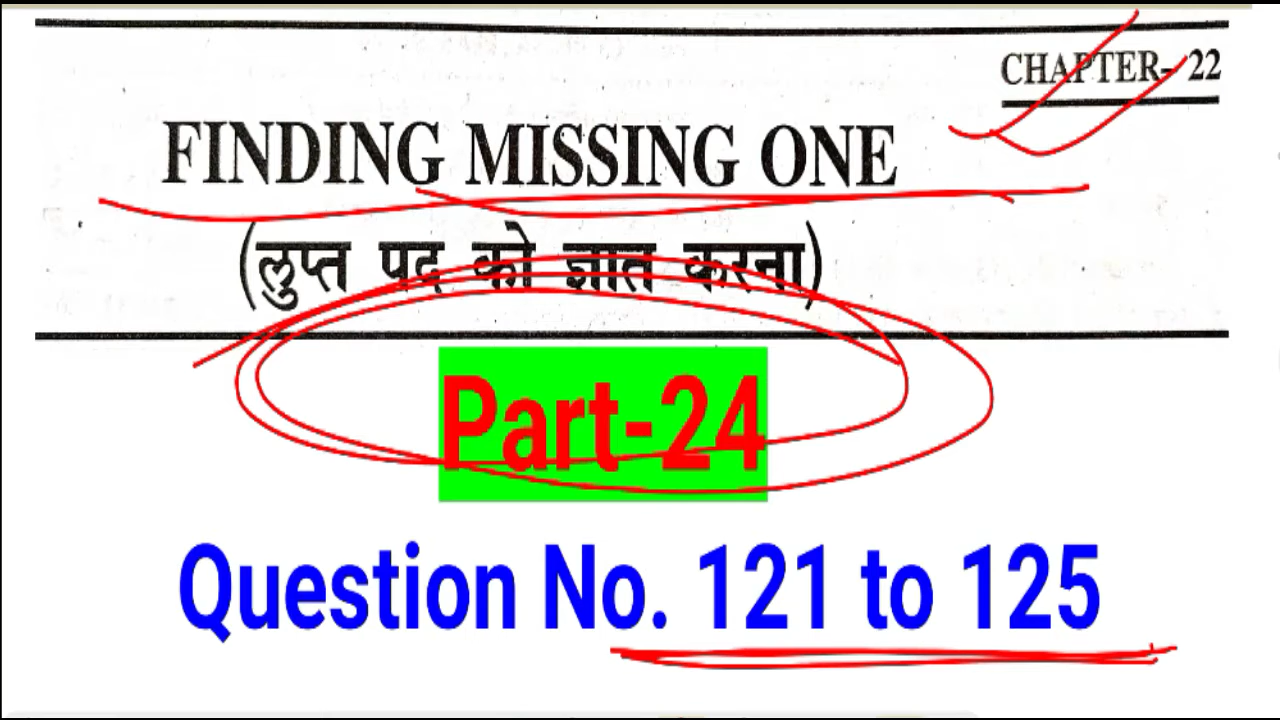 CHAPTER- 22
FINDING MISSING ONE
(लुप्त पद को ज्ञात करना)
Part-24
Question No. 121 to 125